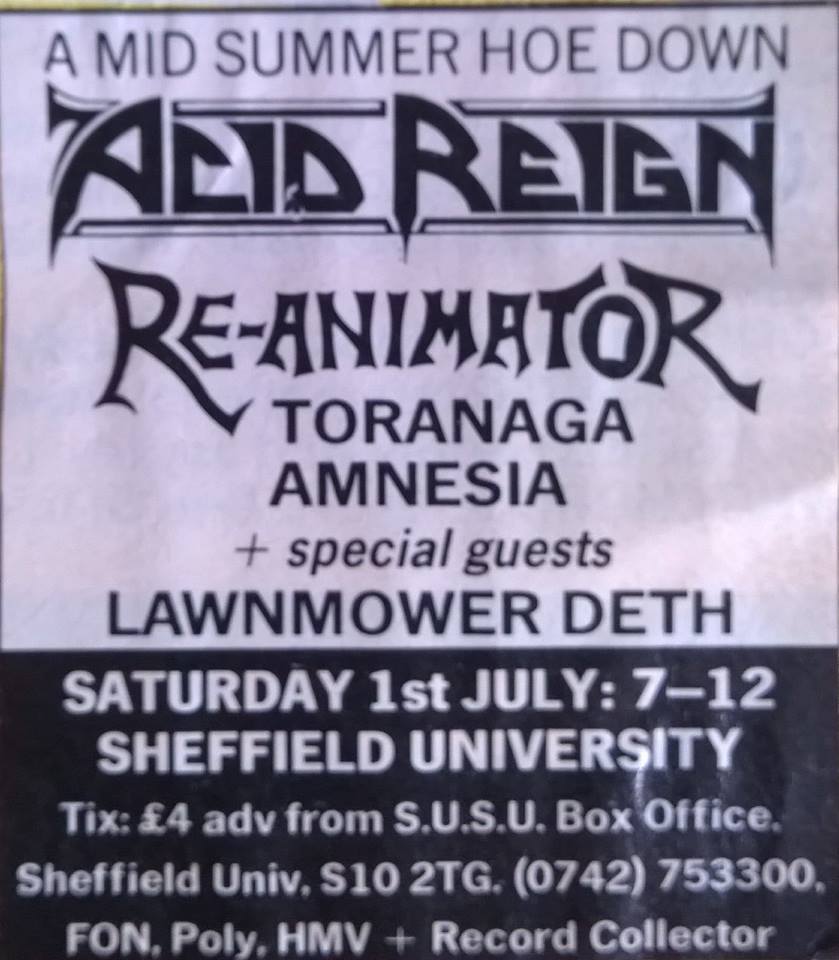 A MID SUMMER HOE DOWN
ACID REIGN
RE-ANIMATOR
TORANAGA
AMNESIA
+ special guests
LAWNMOWER DETH
SATURDAY 1st JULY: 7–12
SHEFFIELD UNIVERSITY
Tix: £4 adv from S.U.S.U. Box Office.
Sheffield Univ, S10 2TG. (0742) 753300.
FON, Poly, HMV + Record Collector